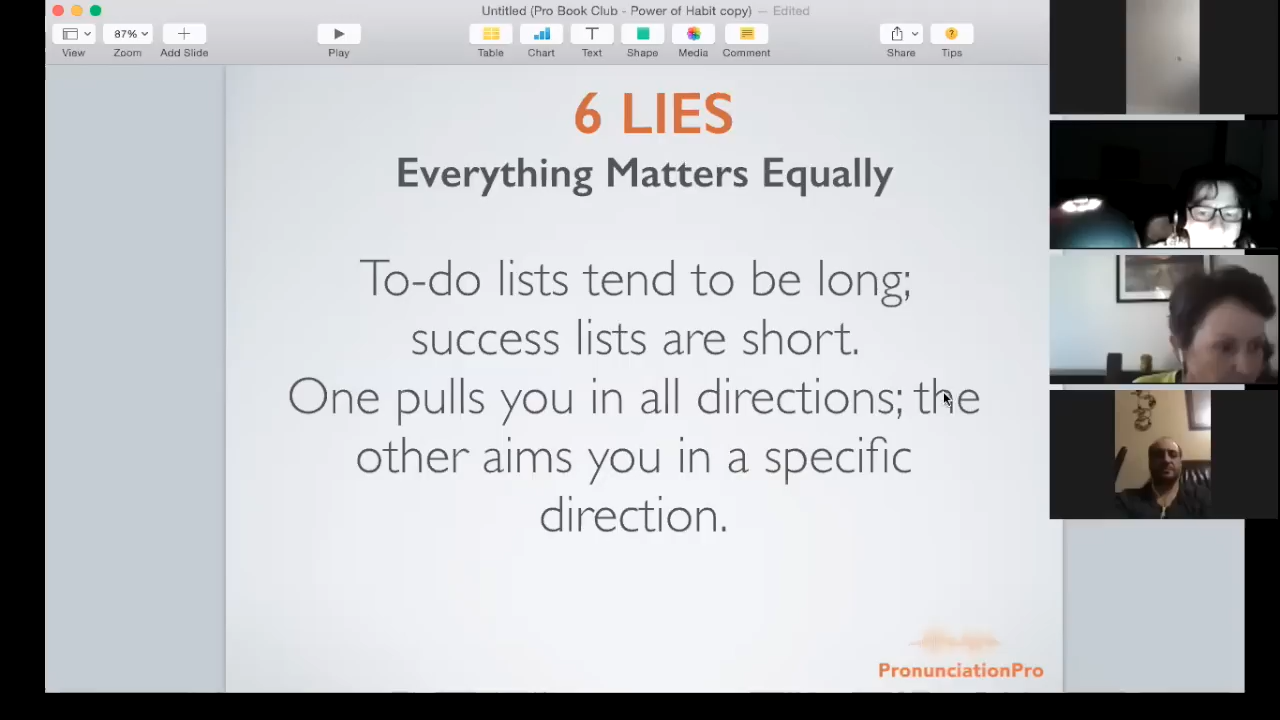 Untitled (Pro Book Club - Power of Habit copy) — Edited
87%
View Zoom Add Slide Play Table Chart Text Shape Media Comment Share Tips
6 LIES
Everything Matters Equally
To-do lists tend to be long;
success lists are short.
One pulls you in all directions; the
other aims you in a specific
direction.
PronunciationPro